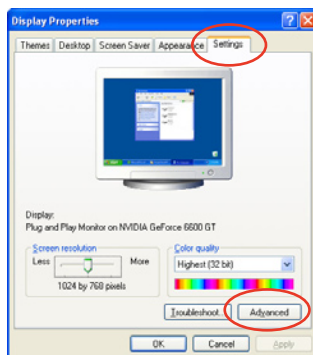 Display Properties
Themes Desktop Screen Saver Appearance Settings
Display:
Plug and Play Monitor on NVIDIA GeForce 6600 GT
Screen resolution
Less More
1024 by 768 pixels
Color quality
Highest (32 bit)
Troubleshoot... Advanced
OK Cancel Apply